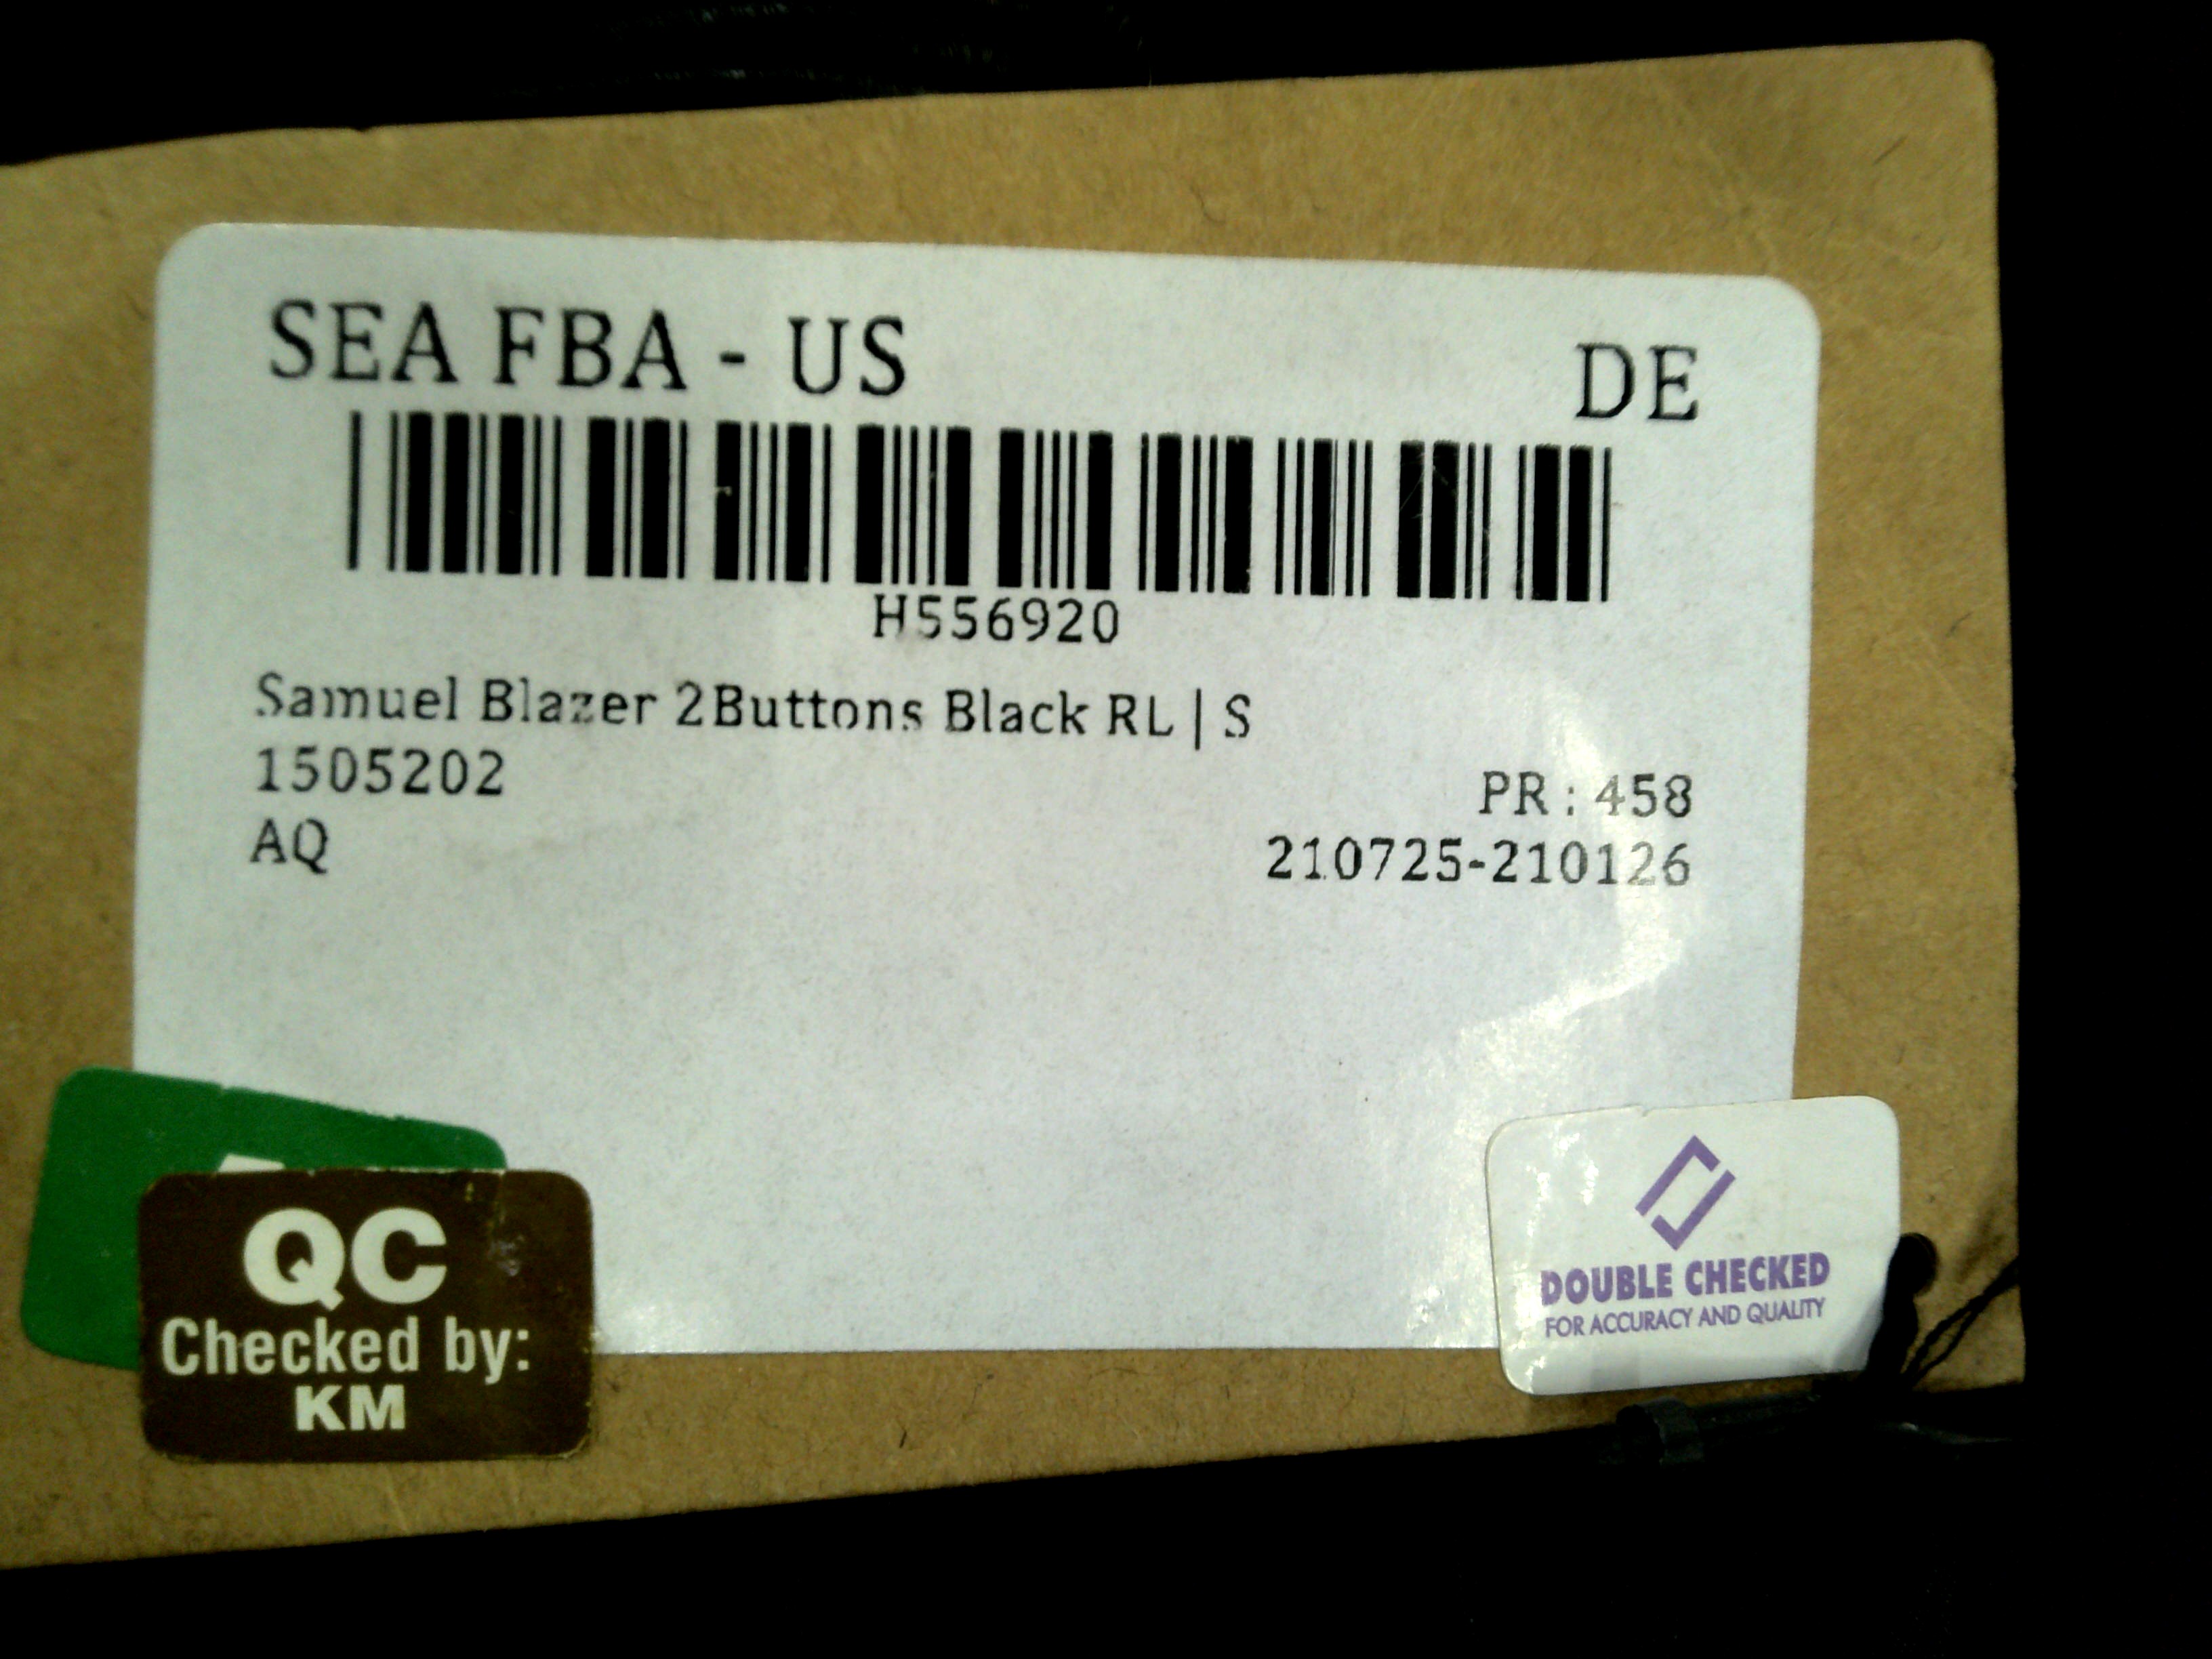 SEA FBA - US
DE
H556920
Samuel Blazer 2Buttons Black RL | S
1505202
PR : 458
AQ
210725-210126
QC
Checked by:
KM
DOUBLE CHECKED
FOR ACCURACY AND QUALITY